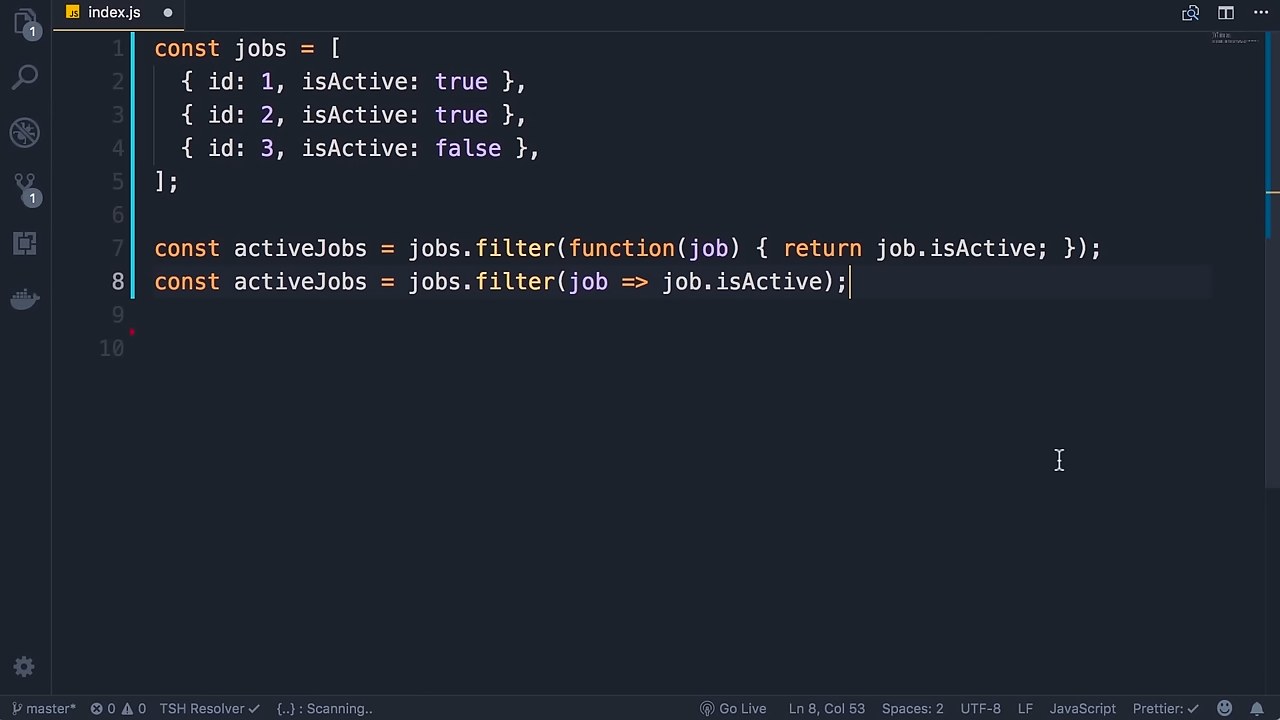 JS index.js
1
1
1 const jobs = [
2   { id: 1, isActive: true },
3   { id: 2, isActive: true },
4   { id: 3, isActive: false },
5 ];
6
7 const activeJobs = jobs.filter(function(job) { return job.isActive; });
8 const activeJobs = jobs.filter(job => job.isActive);
9
10
master* 0 0 TSH Resolver {..} : Scanning.. Go Live Ln 8, Col 53 Spaces: 2 UTF-8 LF JavaScript Prettier: